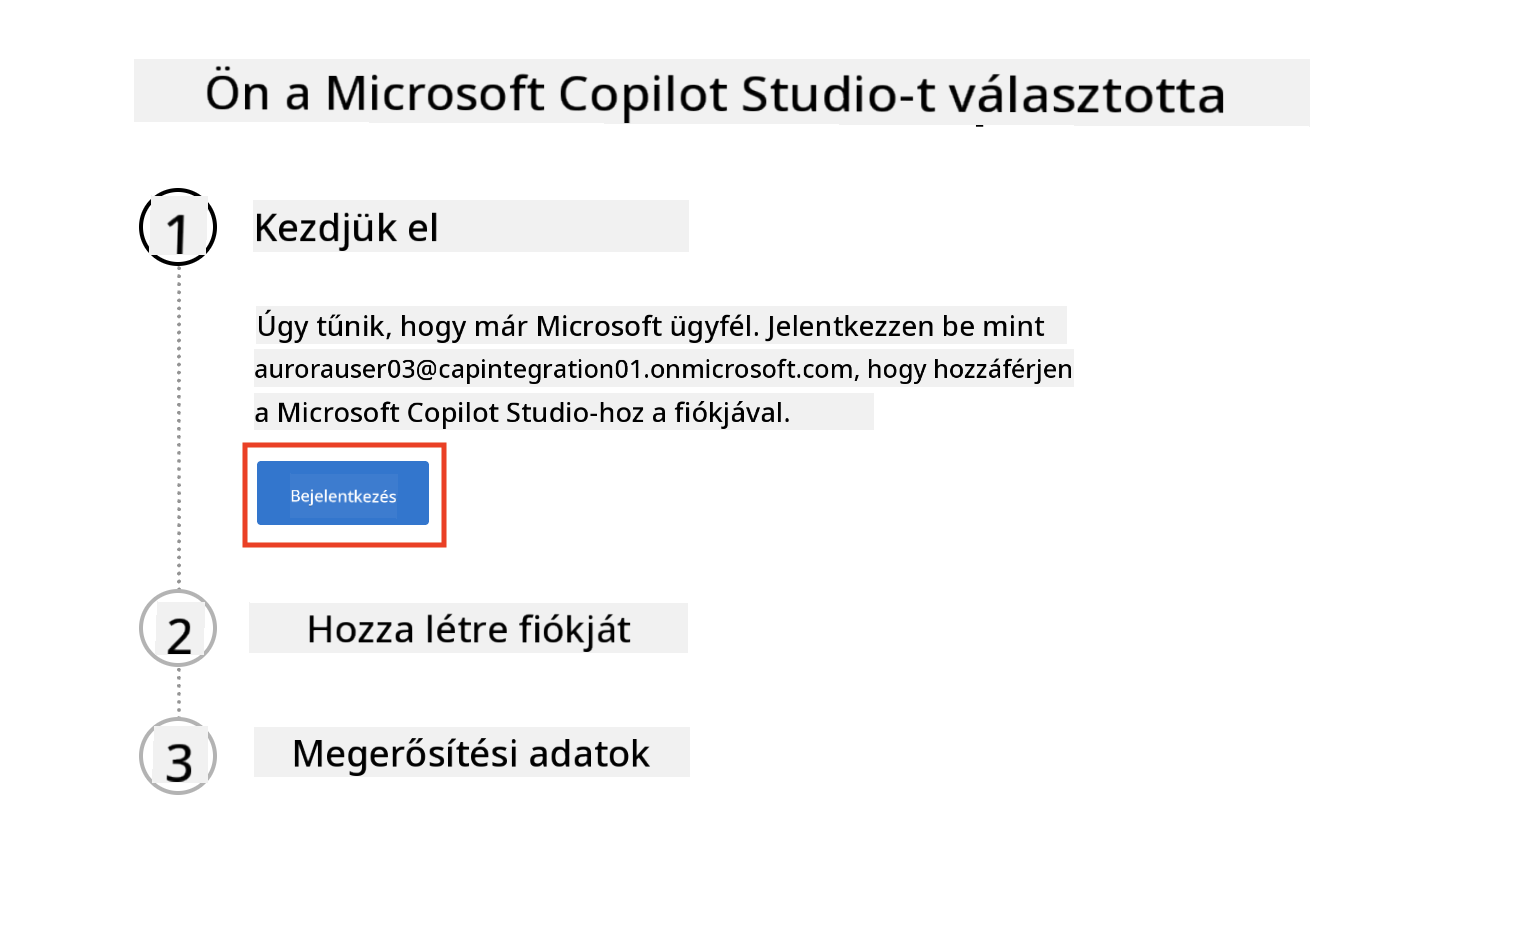 Ön a Microsoft Copilot Studio-t választotta
1
Kezdjük el
Úgy tűnik, hogy már Microsoft ügyfél. Jelentkezzen be mint
aurorauser03@capintegration01.onmicrosoft.com, hogy hozzáférjen
a Microsoft Copilot Studio-hoz a fiókjával.
Bejelentkezés
2
Hozza létre fiókját
3
Megerősítési adatok